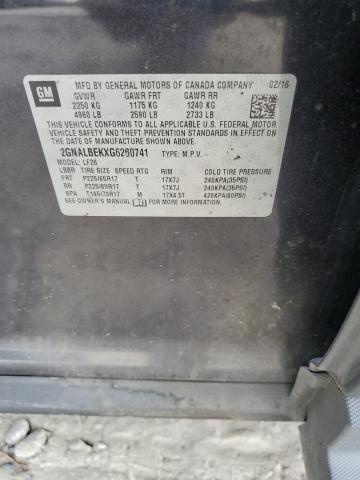 GM
MFD BY GENERAL MOTORS OF CANADA COMPANY 02/16
GVWR GAWR FRT GAWR RR
2250 KG 1175 KG 1240 KG
4960 LB 2590 LB 2733 LB
THIS VEHICLE CONFORMS TO ALL APPLICABLE U.S. FEDERAL MOTOR
VEHICLE SAFETY AND THEFT PREVENTION STANDARDS IN EFFECT
ON THE DATE OF MANUFACTURE SHOWN ABOVE.
2GNALBEKXG6260741 TYPE: M.P.V.
MODEL: LF26
TIRE SIZE SPEED RTG RIM COLD TIRE PRESSURE
FRT P225/65R17 T 17X7J 240KPA(35PSI)
RR P225/65R17 T 17X7J 240KPA(35PSI)
SPA T145/70R17 M 17X4.5T 420KPA(60PSI)
SEE OWNER'S MANUAL FOR MORE INFORMATION.